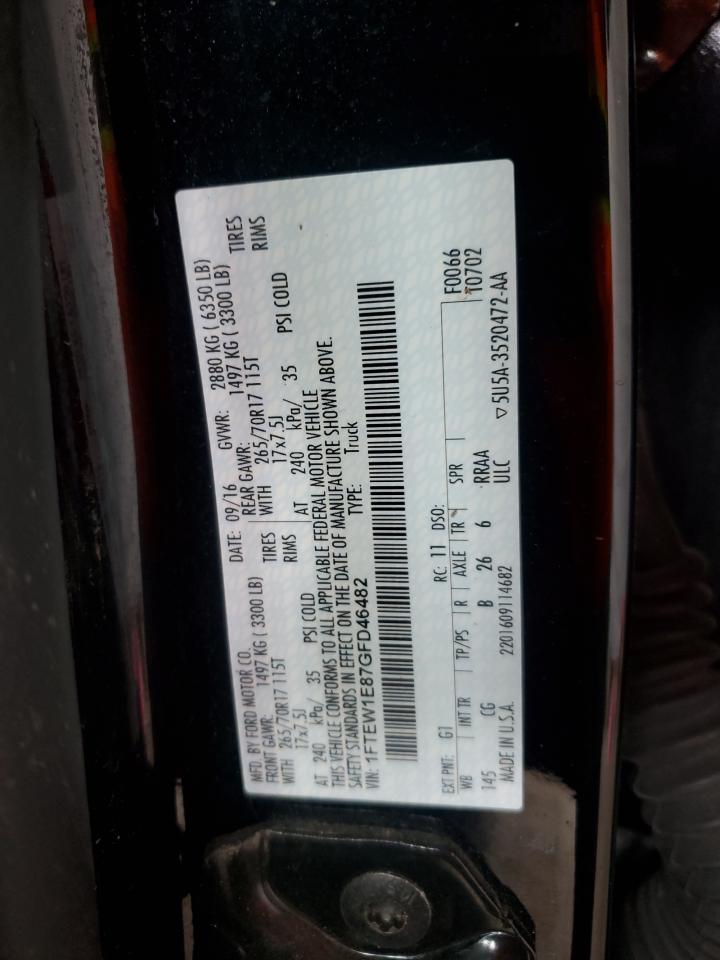 MFD. BY FORD MOTOR CO.
DATE: 09/16 GVWR: 2880 KG ( 6350 LB)
FRONT GAWR: 1497 KG ( 3300 LB) REAR GAWR: 1497 KG ( 3300 LB)
WITH 265/70R17 115T TIRES WITH 265/70R17 115T TIRES
17x7.5J RIMS 17x7.5J RIMS
AT 240 kPa/ 35 PSI COLD AT 240 kPa/ 35 PSI COLD
THIS VEHICLE CONFORMS TO ALL APPLICABLE FEDERAL MOTOR VEHICLE
SAFETY STANDARDS IN EFFECT ON THE DATE OF MANUFACTURE SHOWN ABOVE.
VIN: 1FTEW1E87GFD46482 TYPE: Truck
EXT PNT: G1 RC: 11 DSO: F0066
WB INT TR TP/PS R AXLE TR SPR T0702
145 CG B 26 6 RRAA
MADE IN U.S.A. 2201609114682 ULC ▽5U5A-3520472-AA